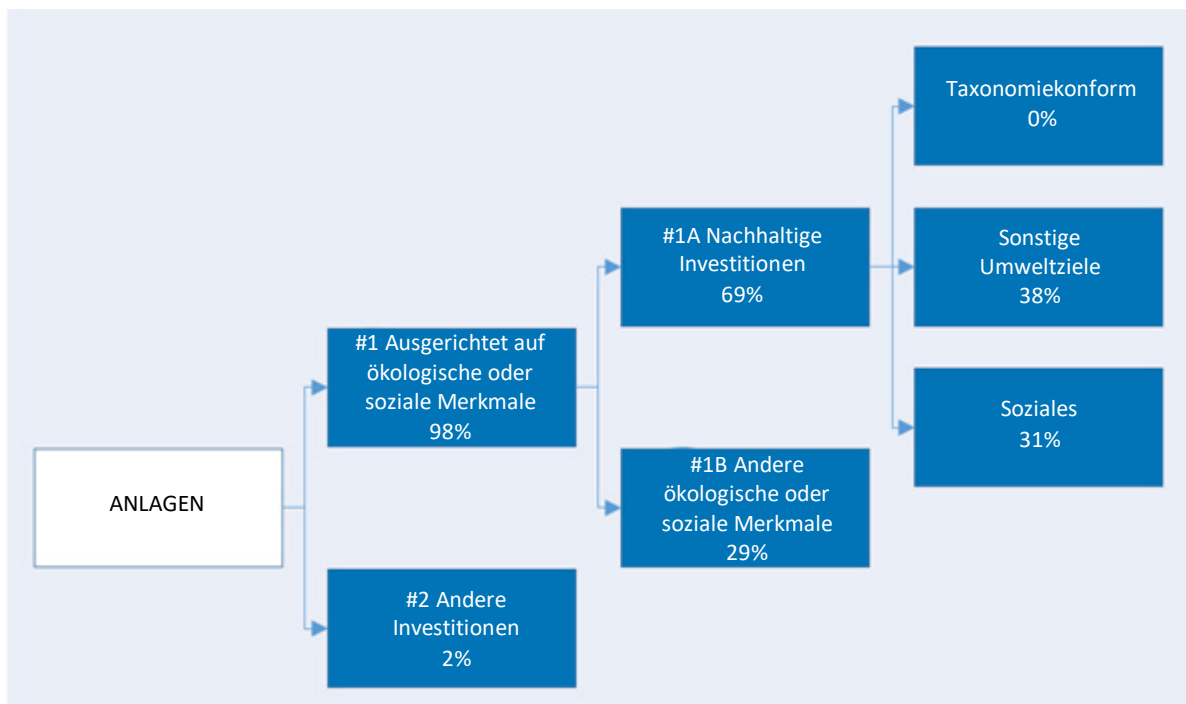 Taxonomiekonform
0%
#1A Nachhaltige
Investitionen
69%
Sonstige
Umweltziele
38%
#1 Ausgerichtet auf
ökologische oder
soziale Merkmale
98%
Soziales
31%
ANLAGEN
#1B Andere
ökologische oder
soziale Merkmale
29%
#2 Andere
Investitionen
2%